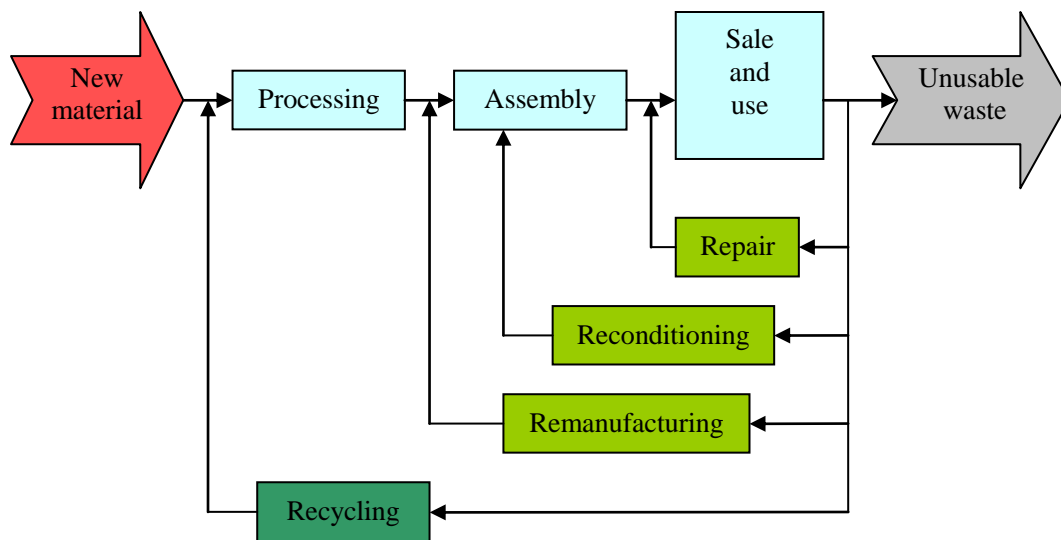 New
material
Processing
Assembly
Sale
and
use
Unusable
waste
Repair
Reconditioning
Remanufacturing
Recycling